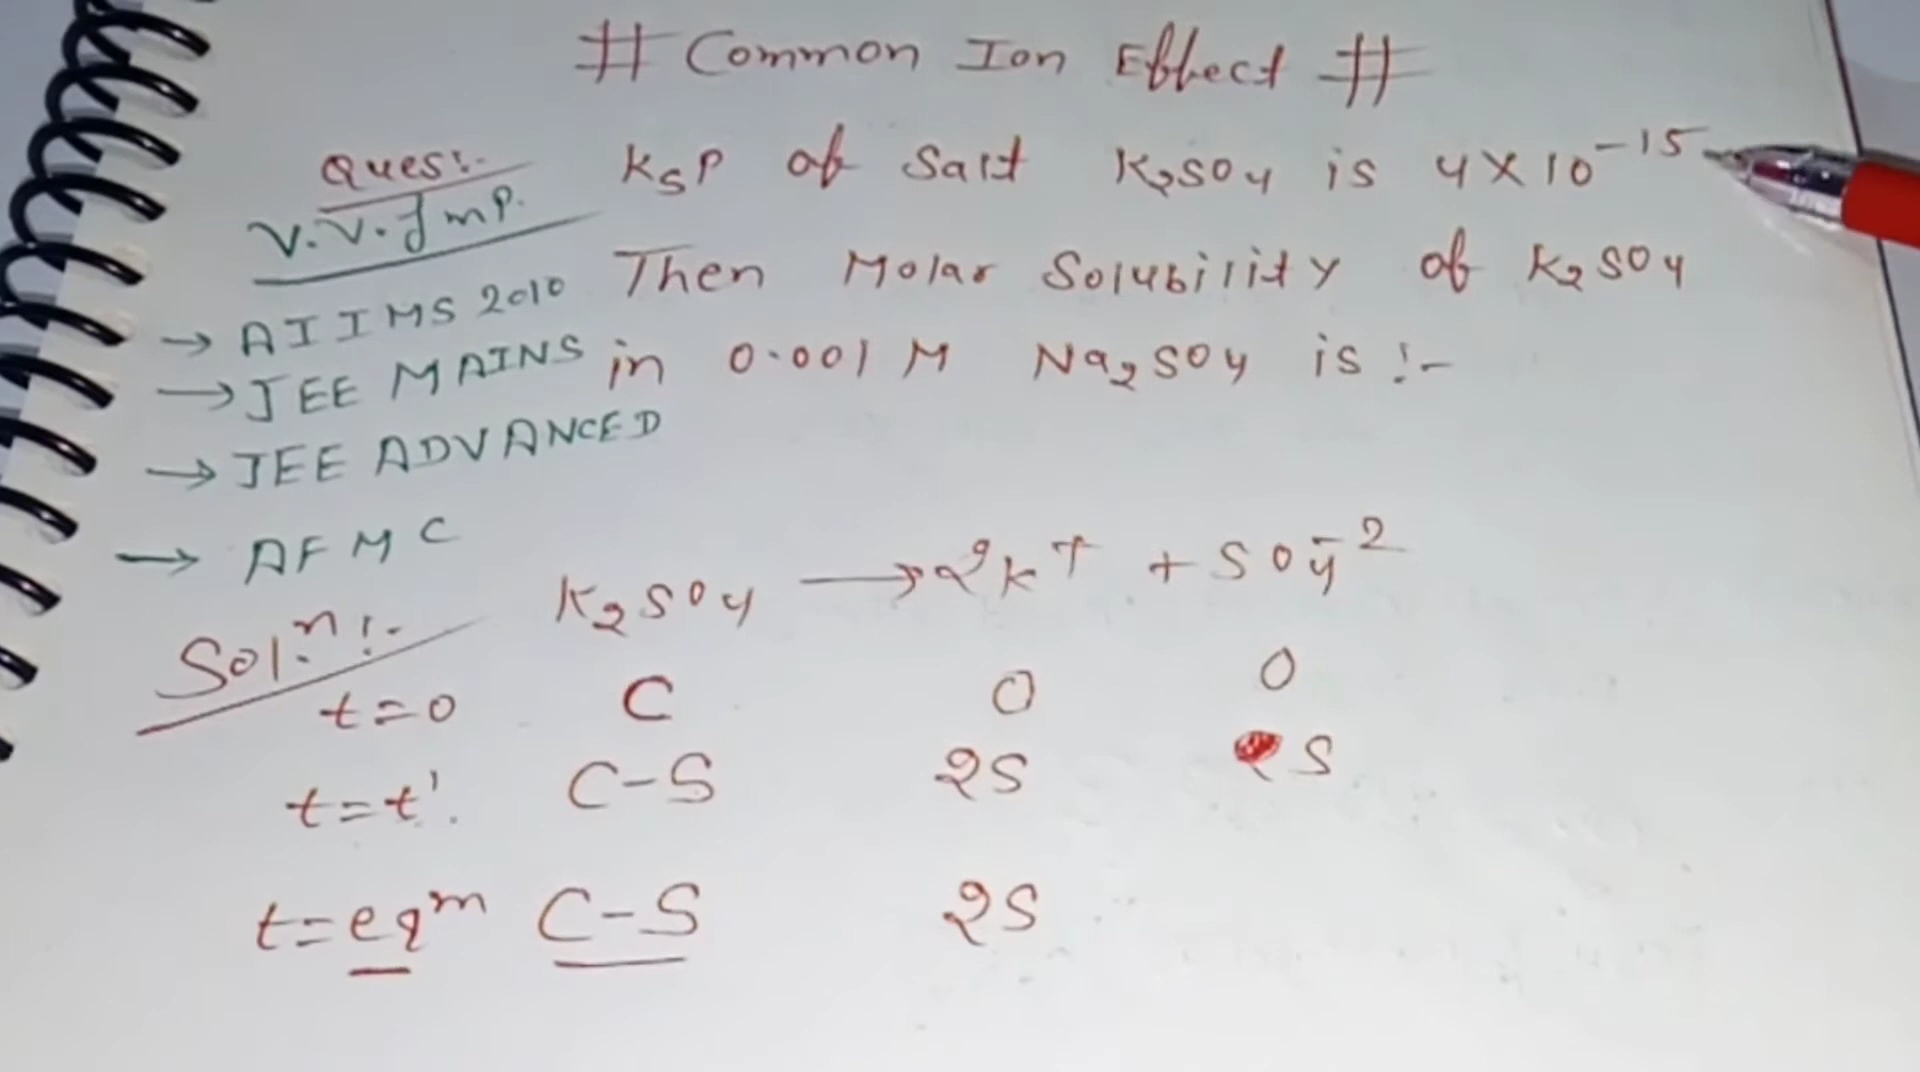 # Common Ion Effect #
Ques:- Ksp of Salt K₂SO₄ is 4×10⁻¹⁵
V.V.Imp.
Then Molar Solubility of K₂SO₄
→ AIIMS 2010
in 0.001 M Na₂SO₄ is :-
→ JEE MAINS
→ JEE ADVANCED
→ AFMC
Sol.ⁿ:-
K₂SO₄ → 2K⁺ + SO₄⁻²
t=0 C 0 0
t=t'. C-S 2S S
t=eqᵐ C-S 2S